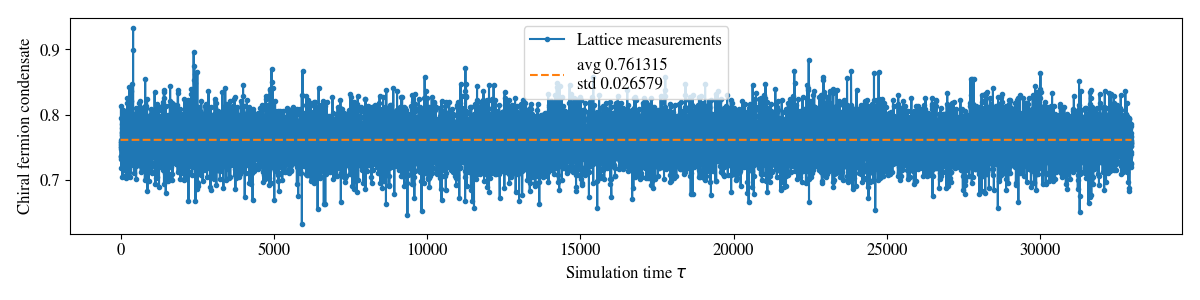 Chiral fermion condensate
0.9
0.8
0.7
Lattice measurements
avg 0.761315
std 0.026579
0
5000
10000
15000
20000
25000
30000
Simulation time τ